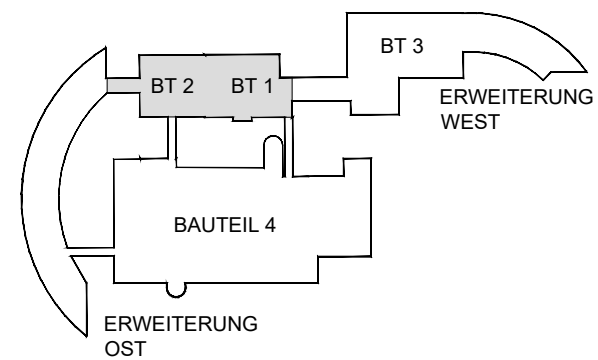 BT 3
BT 2
BT 1
ERWEITERUNG
WEST
BAUTEIL 4
ERWEITERUNG
OST